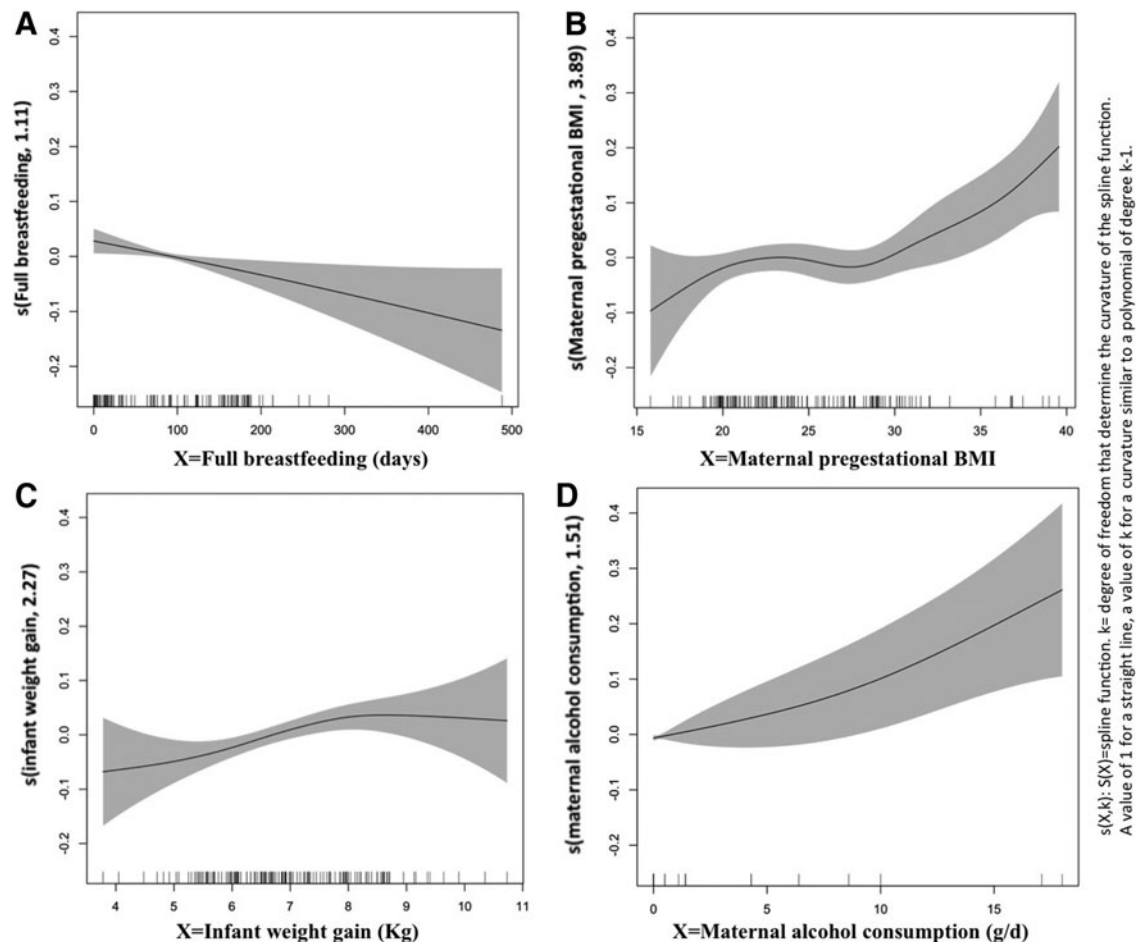 A
s(Full breastfeeding, 1.11)
0.4
0.3
0.2
0.1
0.0
-0.1
-0.2
0 100 200 300 400 500
X=Full breastfeeding (days)
B
s(Maternal pregestational BMI , 3.89)
0.4
0.3
0.2
0.1
0.0
-0.1
-0.2
15 20 25 30 35 40
X=Maternal pregestational BMI
C
s(infant weight gain, 2.27)
0.4
0.3
0.2
0.1
0.0
-0.1
-0.2
4 5 6 7 8 9 10 11
X=Infant weight gain (Kg)
D
s(maternal alcohol consumption, 1.51)
0.4
0.3
0.2
0.1
0.0
-0.1
-0.2
0 5 10 15
X=Maternal alcohol consumption (g/d)
s(X,k): S(X)=spline function. k= degree of freedom that determine the curvature of the spline function.
A value of 1 for a straight line, a value of k for a curvature similar to a polynomial of degree k-1.